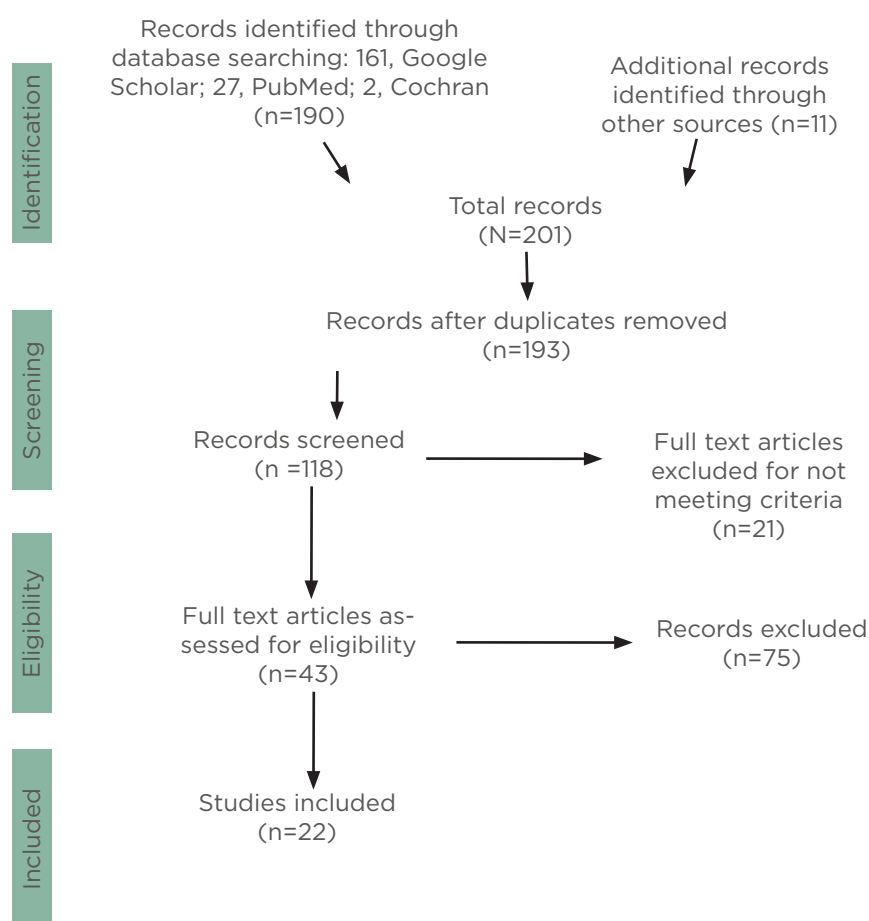 Identification
Records identified through
database searching: 161, Google
Scholar; 27, PubMed; 2, Cochran
(n=190)
Additional records
identified through
other sources (n=11)
Total records
(N=201)
Screening
Records after duplicates removed
(n=193)
Records screened
(n =118)
Full text articles
excluded for not
meeting criteria
(n=21)
Eligibility
Full text articles as-
sessed for eligibility
(n=43)
Records excluded
(n=75)
Included
Studies included
(n=22)